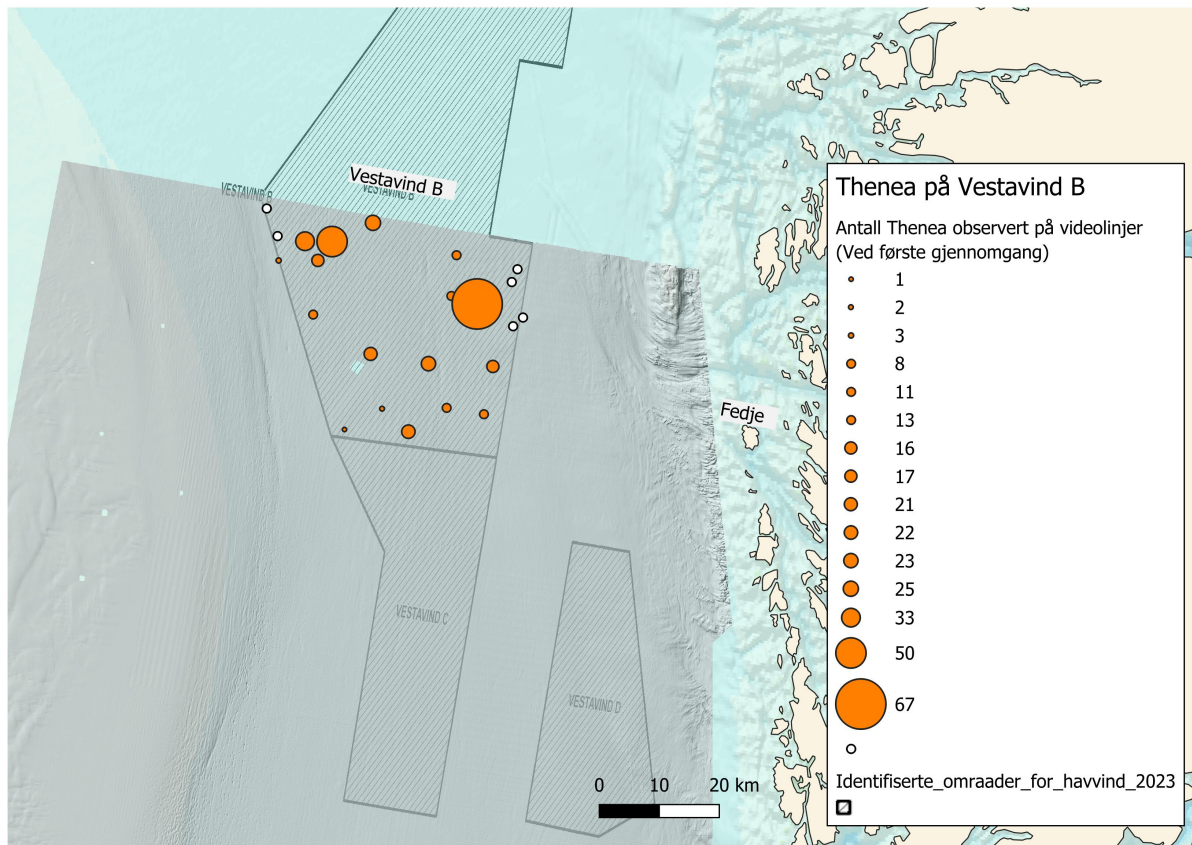 VESTAVIND B
Vestavind B
VESTAVIND B
Fedje
VESTAVIND C
VESTAVIND D
0 10 20 km
Thenea på Vestavind B
Antall Thenea observert på videolinjer
(Ved første gjennomgang)
1
2
3
8
11
13
16
17
21
22
23
25
33
50
67
Identifiserte_omraader_for_havvind_2023